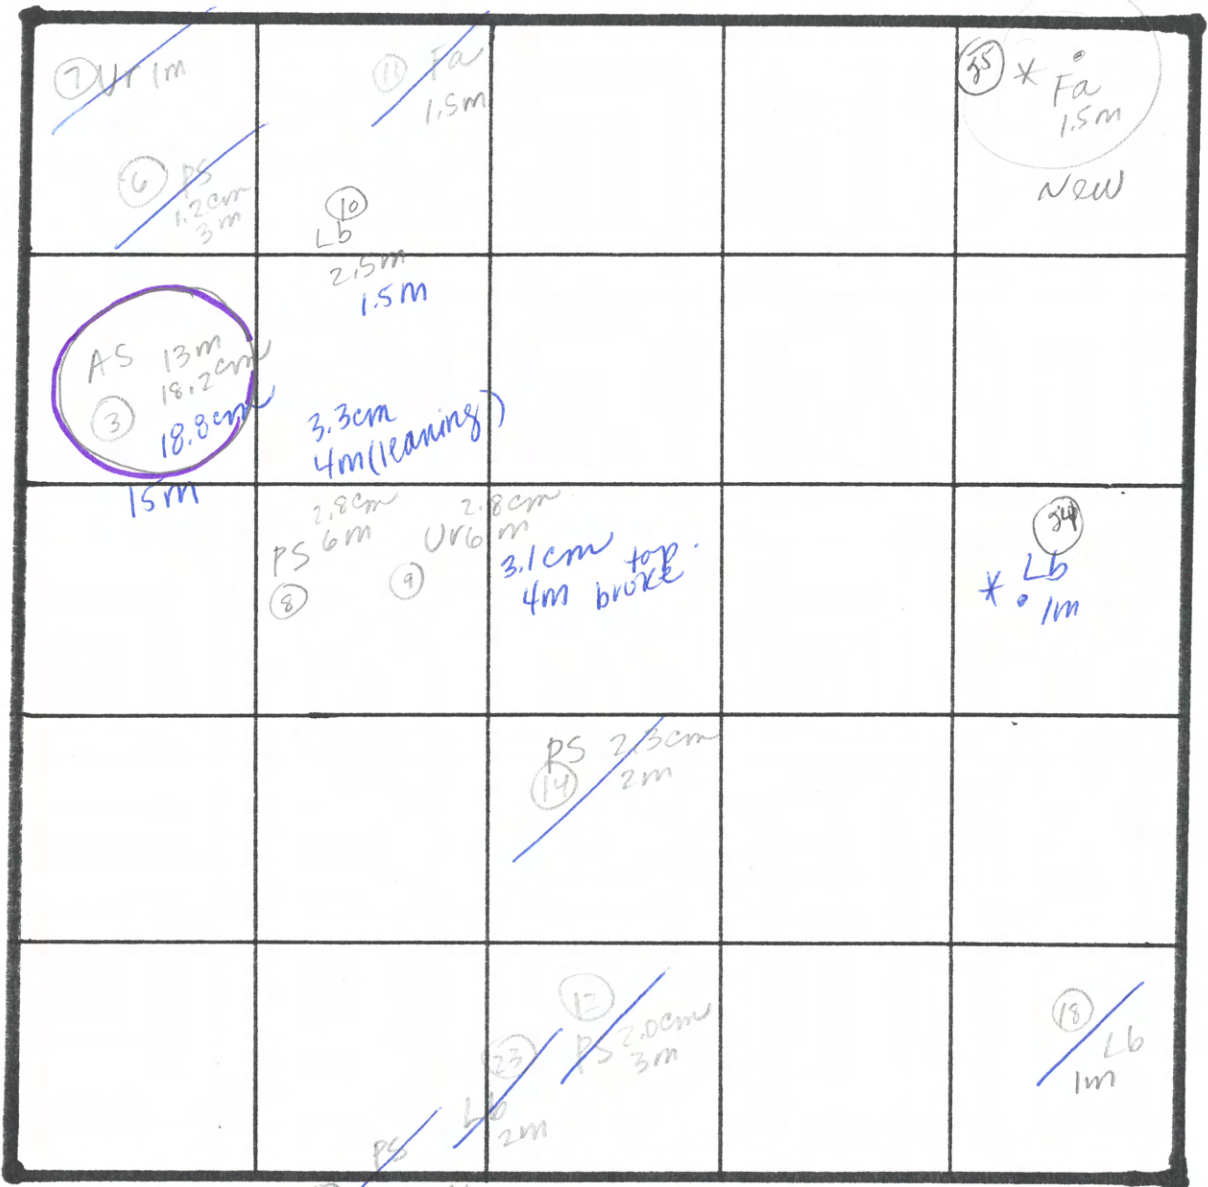 7 Ur 1m
11 Fa
1.5m
25 * Fa
1.5m
New
6 PS
1.2cm
3m
10
Lb
2.5m
1.5m
AS 13m
18.2cm
3
18.8cm
15m
3.3cm
4m (leaning)
2.8cm
PS 6m
8
2.8cm
Ur 6m
9
3.1cm top
4m broke
24
Lb
* 1m
PS 2.3cm
14 2m
12
PS 2.0cm
3m
23
Lb
2m
18
Lb
1m
PS